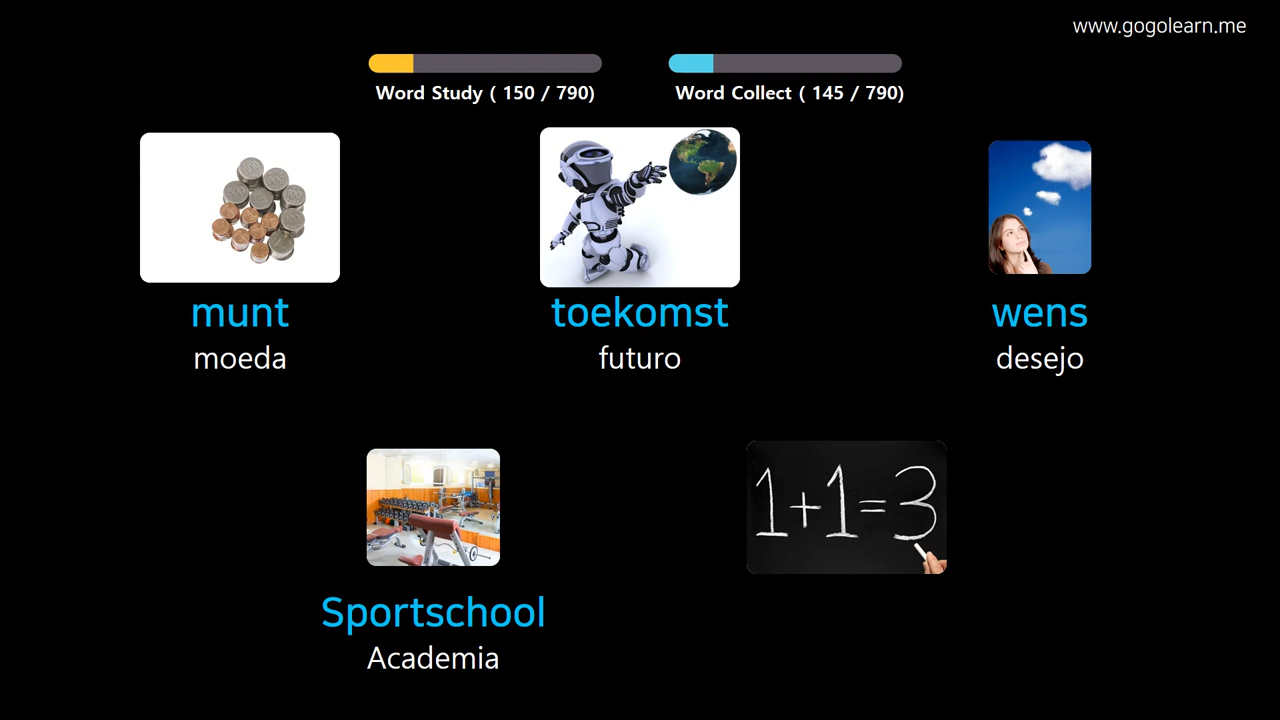 www.gogolearn.me
Word Study ( 150 / 790)
Word Collect ( 145 / 790)
munt
moeda
toekomst
futuro
wens
desejo
Sportschool
Academia
1+1=3